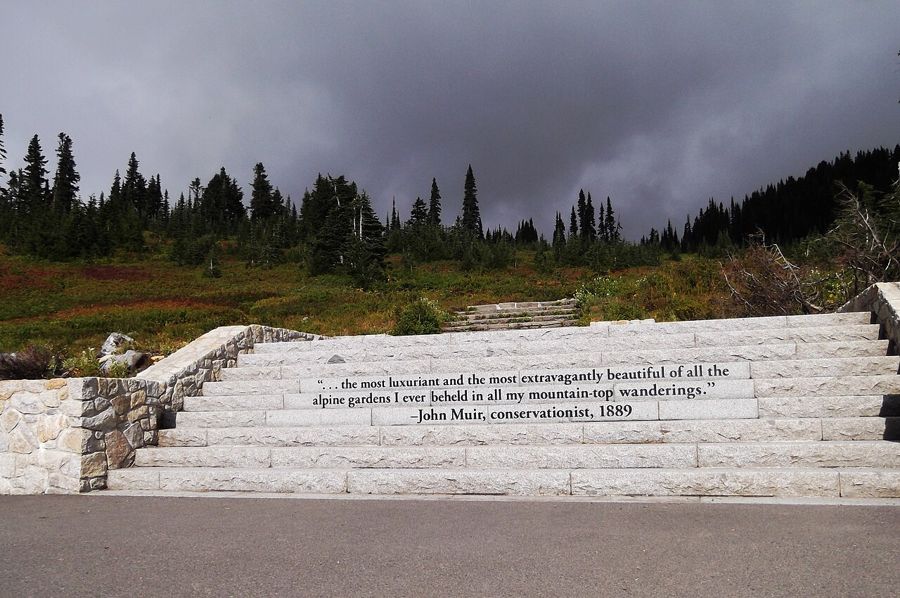 “. . . the most luxuriant and the most extravagantly beautiful of all the
alpine gardens I ever beheld in all my mountain-top wanderings.”
–John Muir, conservationist, 1889